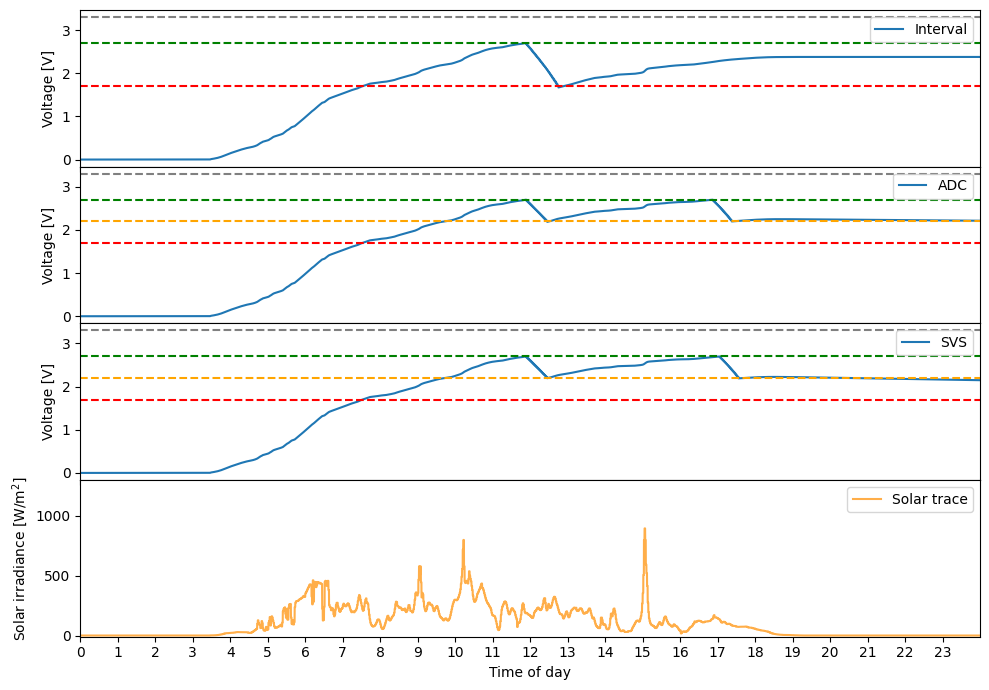 Voltage [V]
3
2
1
0
Interval
Voltage [V]
3
2
1
0
ADC
Voltage [V]
3
2
1
0
SVS
Solar irradiance [W/m²]
1000
500
0
Solar trace
0 1 2 3 4 5 6 7 8 9 10 11 12 13 14 15 16 17 18 19 20 21 22 23
Time of day